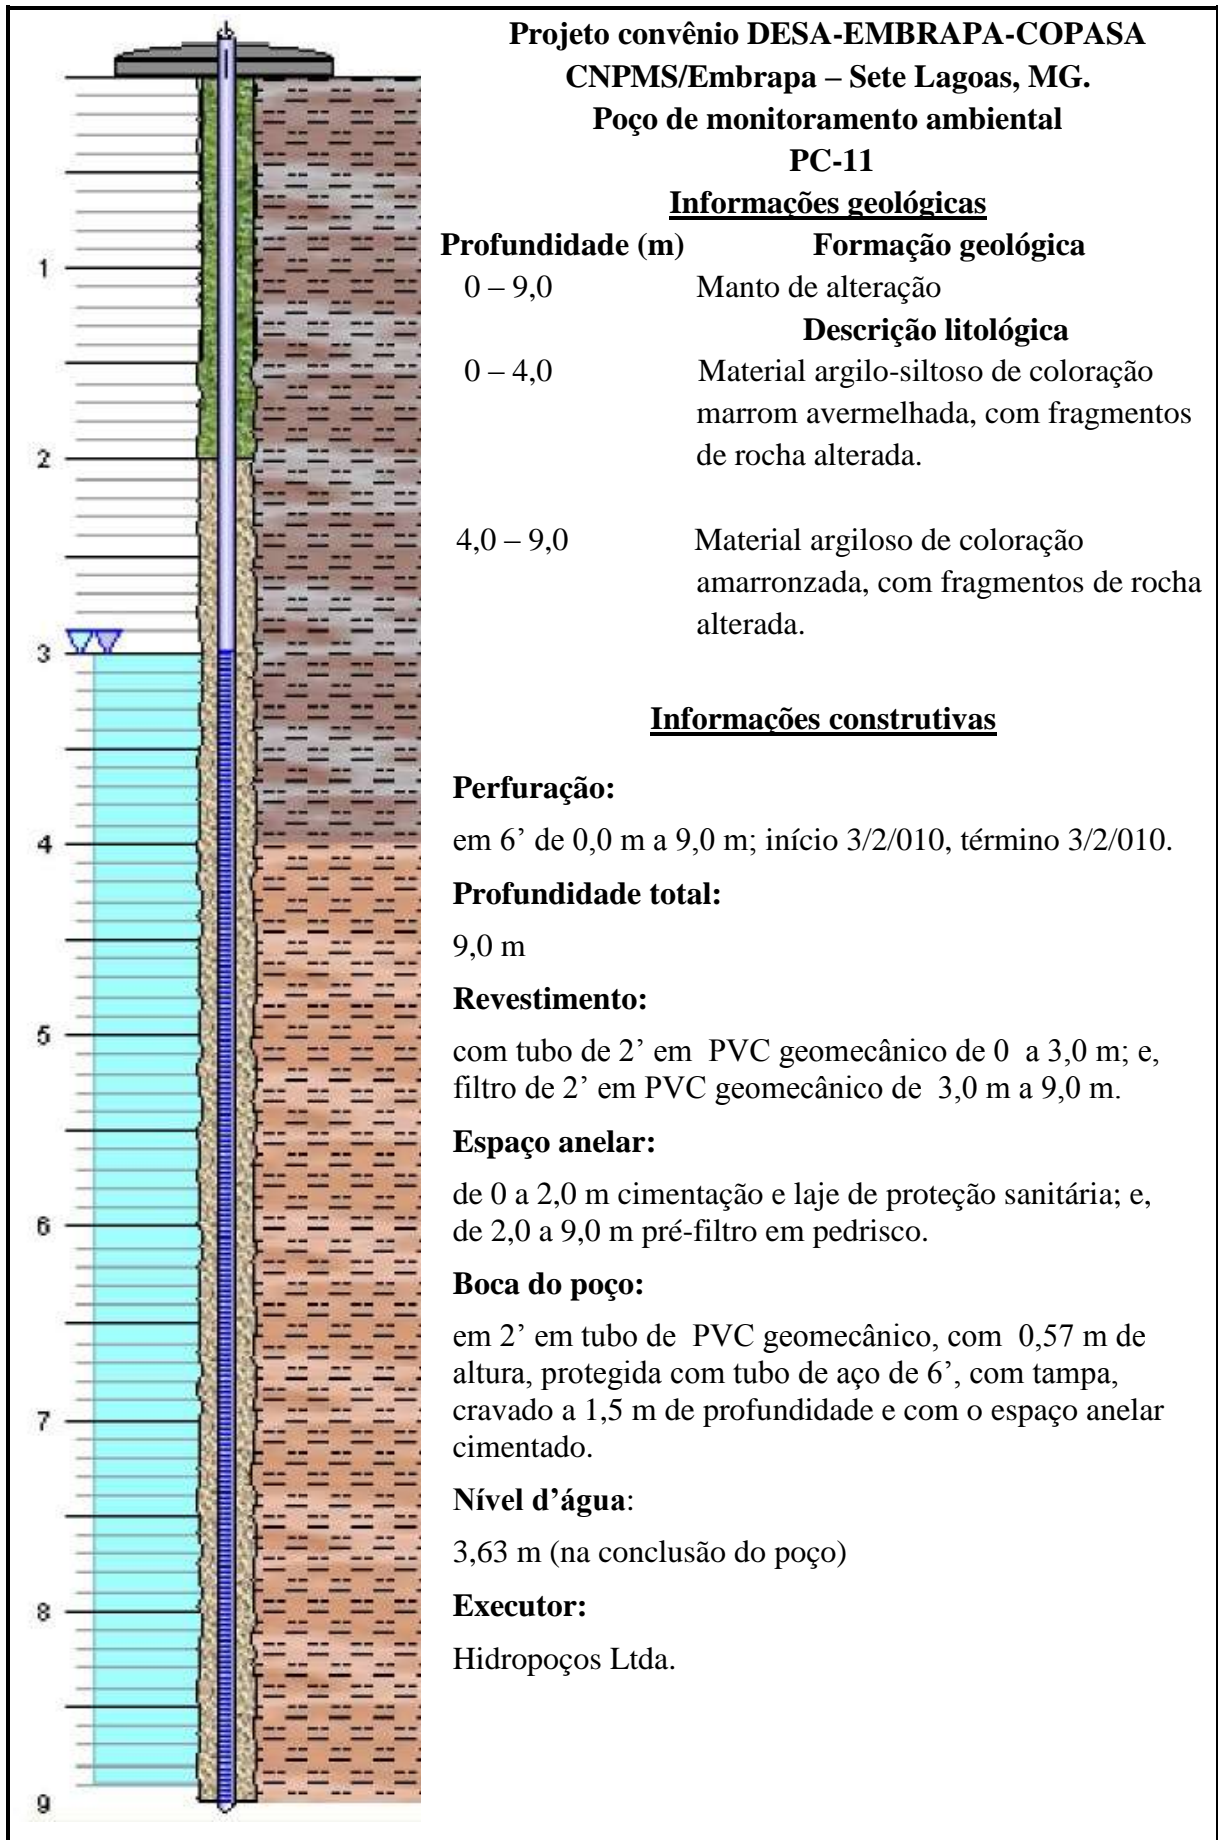 Projeto convênio DESA-EMBRAPA-COPASA
CNPMS/Embrapa – Sete Lagoas, MG.
Poço de monitoramento ambiental
PC-11
Informações geológicas
Profundidade (m) Formação geológica
0 – 9,0 Manto de alteração
Descrição litológica
0 – 4,0 Material argilo-siltoso de coloração
marrom avermelhada, com fragmentos
de rocha alterada.
4,0 – 9,0 Material argiloso de coloração
amarronzada, com fragmentos de rocha
alterada.
Informações construtivas
Perfuração:
em 6’ de 0,0 m a 9,0 m; início 3/2/010, término 3/2/010.
Profundidade total:
9,0 m
Revestimento:
com tubo de 2’ em PVC geomecânico de 0 a 3,0 m; e,
filtro de 2’ em PVC geomecânico de 3,0 m a 9,0 m.
Espaço anelar:
de 0 a 2,0 m cimentação e laje de proteção sanitária; e,
de 2,0 a 9,0 m pré-filtro em pedrisco.
Boca do poço:
em 2’ em tubo de PVC geomecânico, com 0,57 m de
altura, protegida com tubo de aço de 6’, com tampa,
cravado a 1,5 m de profundidade e com o espaço anelar
cimentado.
Nível d’água:
3,63 m (na conclusão do poço)
Executor:
Hidropoços Ltda.
1
2
3
4
5
6
7
8
9